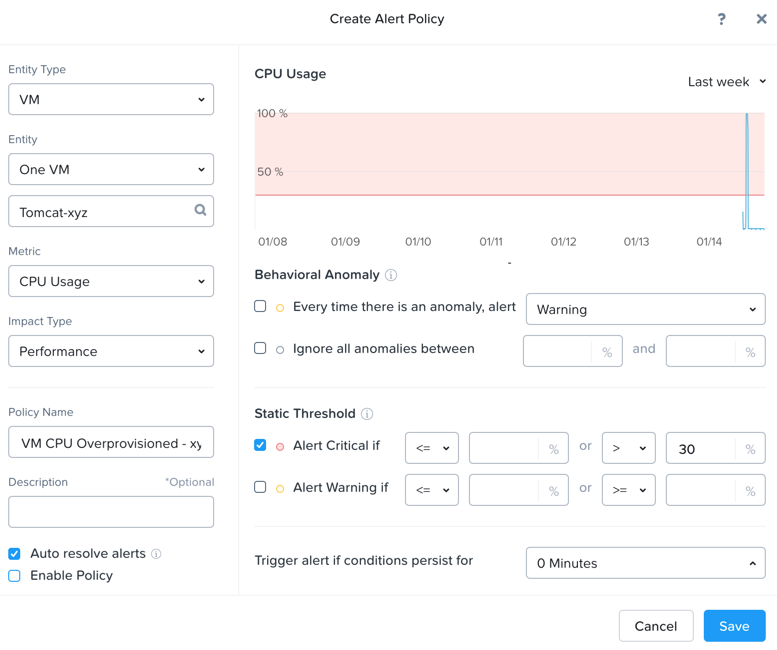 Create Alert Policy
?
Entity Type
VM
Entity
One VM
Tomcat-xyz
Metric
CPU Usage
Impact Type
Performance
Policy Name
VM CPU Overprovisioned - xy
Description *Optional
Auto resolve alerts
Enable Policy
CPU Usage
Last week
100 %
50 %
01/08 01/09 01/10 01/11 01/12 01/13 01/14
Behavioral Anomaly
Every time there is an anomaly, alert Warning
Ignore all anomalies between % and %
Static Threshold
Alert Critical if <= % or > 30 %
Alert Warning if <= % or >= %
Trigger alert if conditions persist for 0 Minutes
Cancel Save